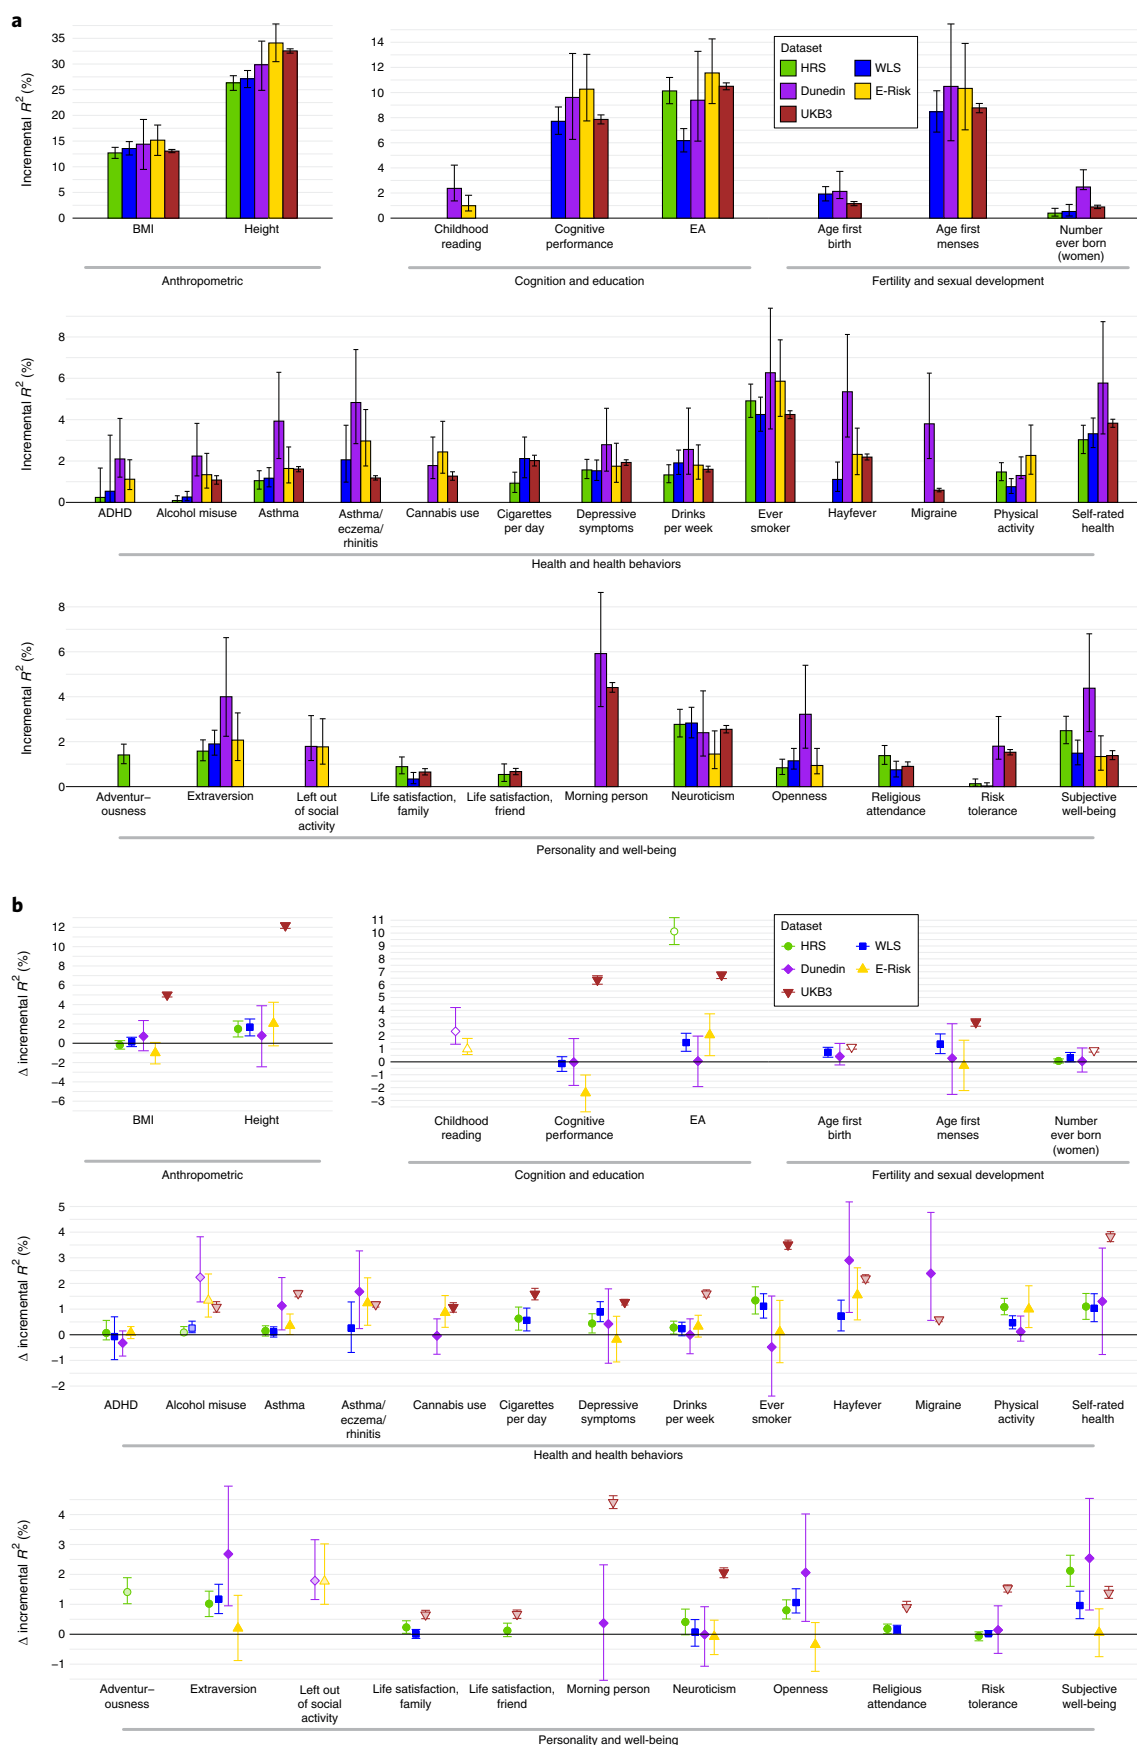 a
Incremental R² (%)
35
30
25
20
15
10
5
0
BMI
Height
Anthropometric
14
12
10
8
6
4
2
0
Childhood
reading
Cognitive
performance
EA
Cognition and education
Dataset
HRS
WLS
Dunedin
E-Risk
UKB3
Age first
birth
Age first
menses
Number
ever born
(women)
Fertility and sexual development
Incremental R² (%)
8
6
4
2
0
ADHD
Alcohol misuse
Asthma
Asthma/
eczema/
rhinitis
Cannabis use
Cigarettes
per day
Depressive
symptoms
Drinks
per week
Ever
smoker
Hayfever
Migraine
Physical
activity
Self-rated
health
Health and health behaviors
Incremental R² (%)
8
6
4
2
0
Adventur–
ousness
Extraversion
Left out
of social
activity
Life satisfaction,
family
Life satisfaction,
friend
Morning person
Neuroticism
Openness
Religious
attendance
Risk
tolerance
Subjective
well-being
Personality and well-being
b
Δ incremental R² (%)
12
10
8
6
4
2
0
−2
−4
−6
BMI
Height
Anthropometric
11
10
9
8
7
6
5
4
3
2
1
0
−1
−2
−3
Childhood
reading
Cognitive
performance
EA
Cognition and education
Dataset
HRS
WLS
Dunedin
E-Risk
UKB3
Age first
birth
Age first
menses
Number
ever born
(women)
Fertility and sexual development
Δ incremental R² (%)
5
4
3
2
1
0
−1
−2
ADHD
Alcohol misuse
Asthma
Asthma/
eczema/
rhinitis
Cannabis use
Cigarettes
per day
Depressive
symptoms
Drinks
per week
Ever
smoker
Hayfever
Migraine
Physical
activity
Self-rated
health
Health and health behaviors
Δ incremental R² (%)
4
3
2
1
0
−1
Adventur–
ousness
Extraversion
Left out
of social
activity
Life satisfaction,
family
Life satisfaction,
friend
Morning person
Neuroticism
Openness
Religious
attendance
Risk
tolerance
Subjective
well-being
Personality and well-being